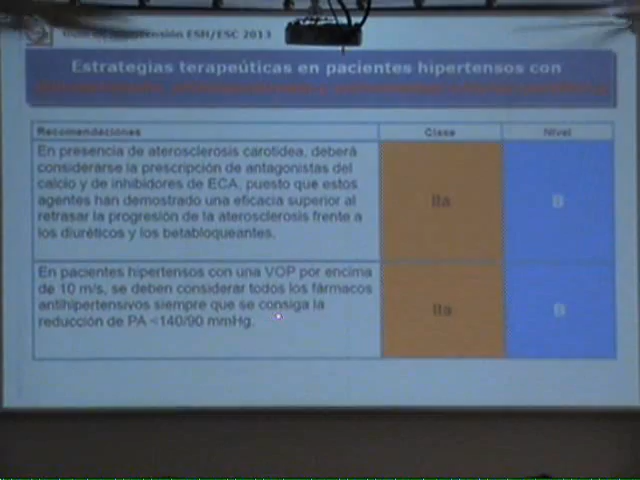 ESH/ESC 2013
Estrategias terapeúticas en pacientes hipertensos con
Recomendaciones Clase Nivel
En presencia de aterosclerosis carotídea, deberá
considerarse la prescripción de antagonistas del
calcio y de inhibidores de ECA, puesto que estos
agentes han demostrado una eficacia superior al
retrasar la progresión de la aterosclerosis frente a
los diuréticos y los betabloqueantes.
IIa B
En pacientes hipertensos con una VOP por encima
de 10 m/s, se deben considerar todos los fármacos
antihipertensivos siempre que se consiga la
reducción de PA <140/90 mmHg.
IIa B